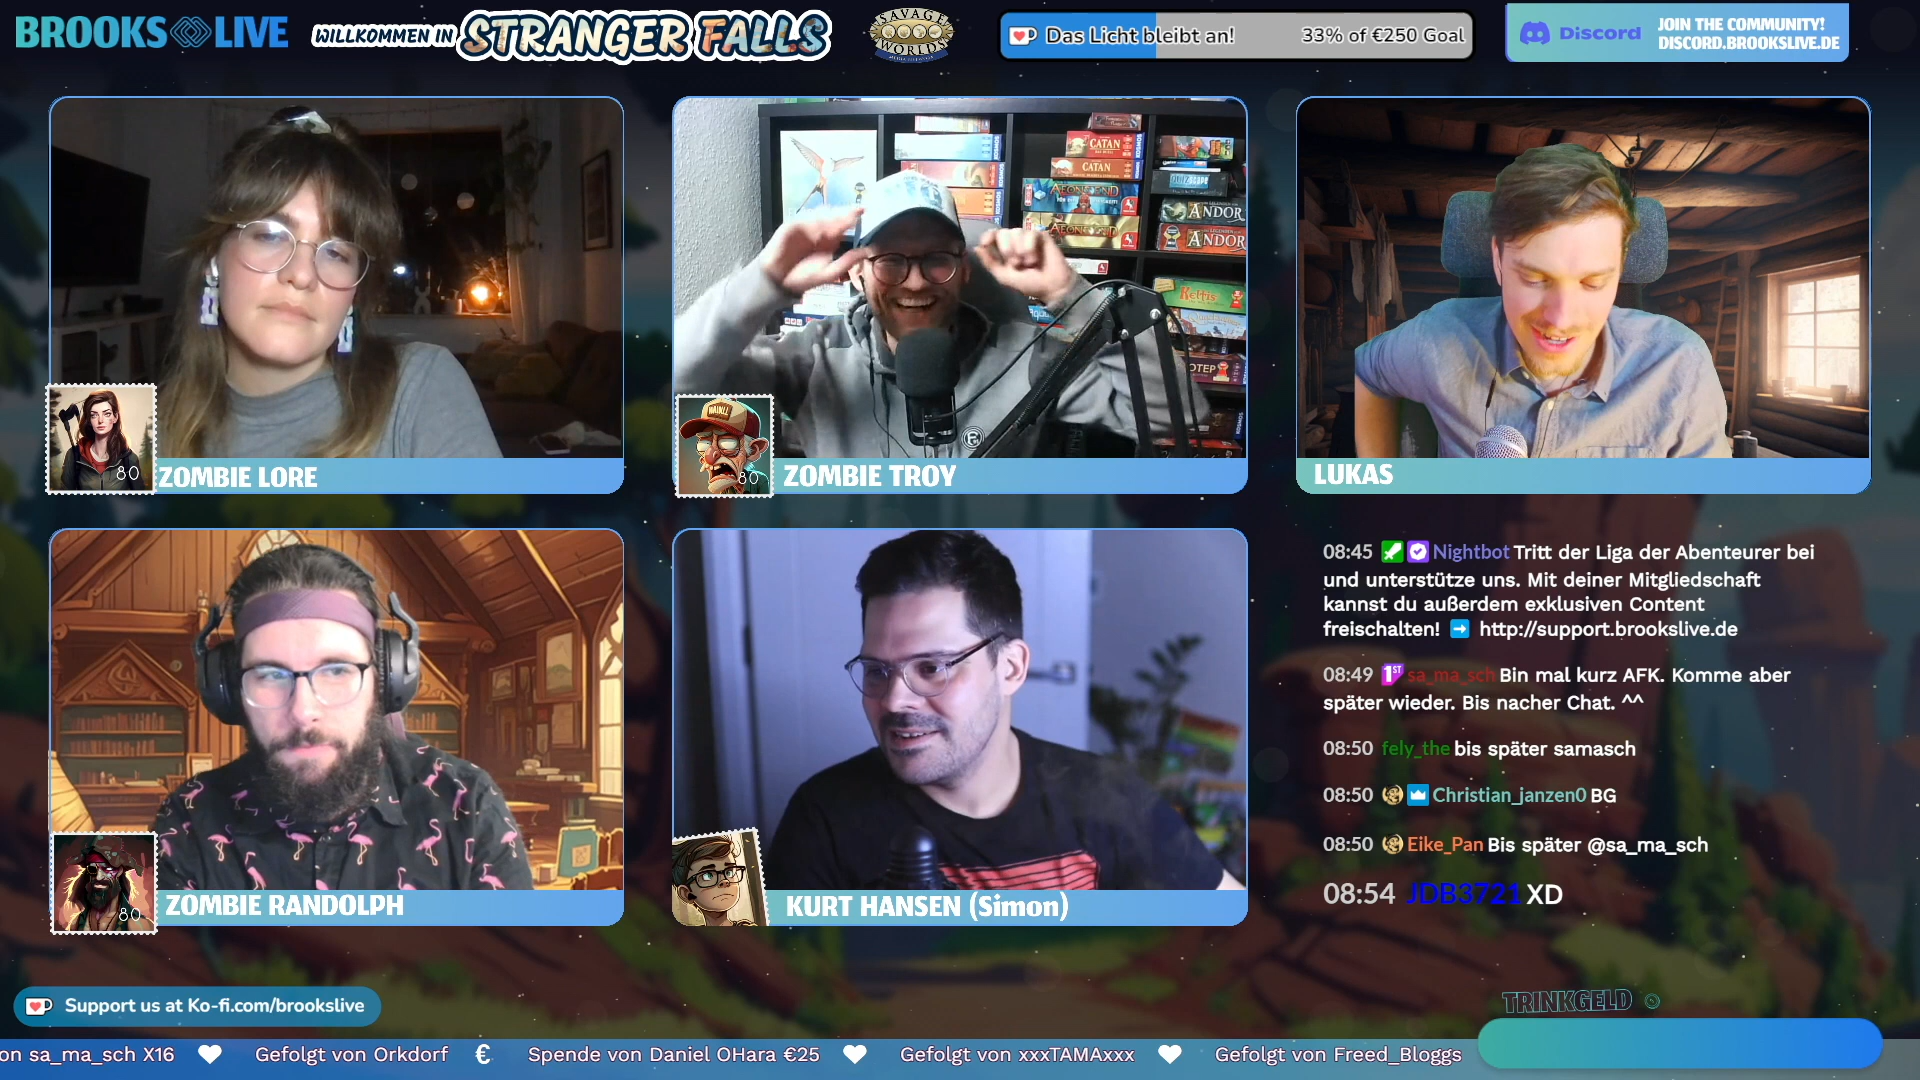 BROOKS LIVE
WILLKOMMEN IN STRANGER FALLS
SAVAGE WORLDS
Das Licht bleibt an! 33% of €250 Goal
Discord
JOIN THE COMMUNITY!
DISCORD.BROOKSLIVE.DE
CATAN
CATAN
AEON'S END
AEON'S END
ANDOR
ANDOR
Keltis
80
ZOMBIE LORE
80
ZOMBIE TROY
LUKAS
08:45 Nightbot Tritt der Liga der Abenteurer bei
und unterstütze uns. Mit deiner Mitgliedschaft
kannst du außerdem exklusiven Content
freischalten! ➡ http://support.brookslive.de
08:49 1ST sa_ma_sch Bin mal kurz AFK. Komme aber
später wieder. Bis nacher Chat. ^^
08:50 fely_the bis später samasch
08:50 Christian_janzen0 BG
08:50 Eike_Pan Bis später @sa_ma_sch
08:54 JDB3721 XD
80
ZOMBIE RANDOLPH
KURT HANSEN (Simon)
Support us at Ko-fi.com/brookslive
TRINKGELD
on sa_ma_sch X16 Gefolgt von Orkdorf € Spende von Daniel OHara €25 Gefolgt von xxxTAMAxxx Gefolgt von Freed_Bloggs